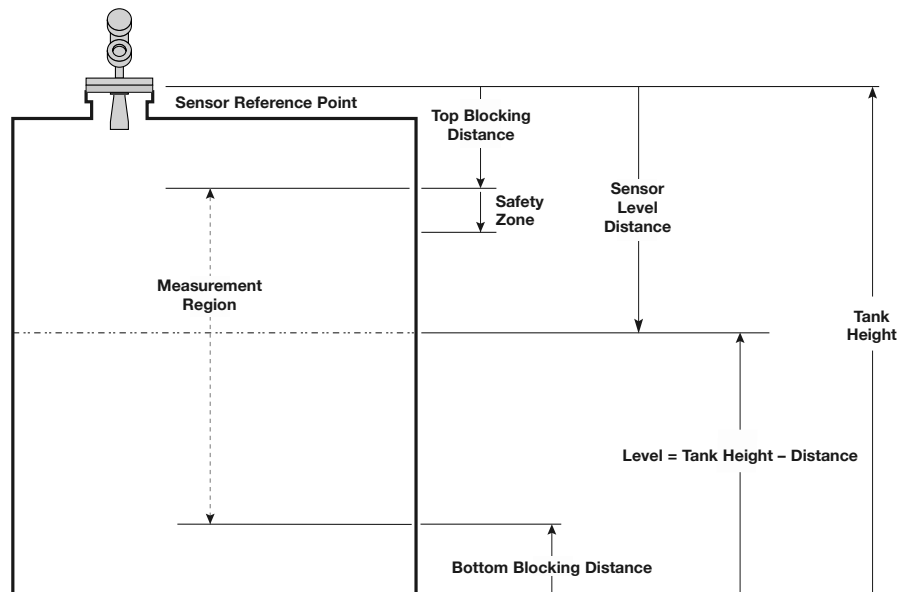 Sensor Reference Point
Top Blocking
Distance
Safety
Zone
Sensor
Level
Distance
Measurement
Region
Tank
Height
Level = Tank Height – Distance
Bottom Blocking Distance